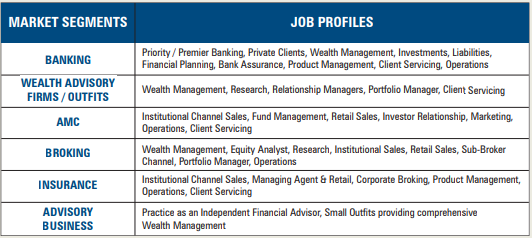 MARKET SEGMENTS JOB PROFILES
BANKING
Priority / Premier Banking, Private Clients, Wealth Management, Investments, Liabilities,
Financial Planning, Bank Assurance, Product Management, Client Servicing, Operations
WEALTH ADVISORY
FIRMS / OUTFITS
Wealth Management, Research, Relationship Managers, Portfolio Manager, Client Servicing
AMC
Institutional Channel Sales, Fund Management, Retail Sales, Investor Relationship, Marketing,
Operations, Client Servicing
BROKING
Wealth Management, Equity Analyst, Research, Institutional Sales, Retail Sales, Sub-Broker
Channel, Portfolio Manager, Operations
INSURANCE
Institutional Channel Sales, Managing Agent & Retail, Corporate Broking, Product Management,
Operations, Client Servicing
ADVISORY
BUSINESS
Practice as an Independent Financial Advisor, Small Outfits providing comprehensive
Wealth Management